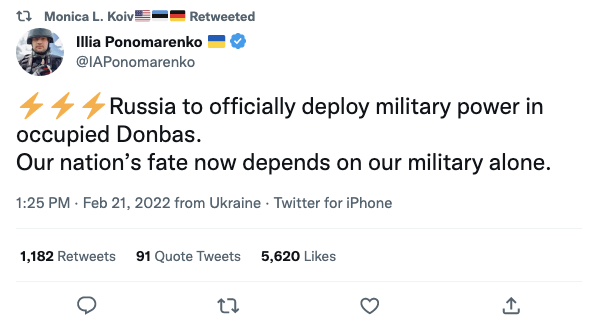 Monica L. Koiv🇺🇸🇪🇪🇩🇪 Retweeted
Illia Ponomarenko 🇺🇦
@IAPonomarenko
⚡⚡⚡Russia to officially deploy military power in
occupied Donbas.
Our nation’s fate now depends on our military alone.
1:25 PM · Feb 21, 2022 from Ukraine · Twitter for iPhone
1,182 Retweets 91 Quote Tweets 5,620 Likes